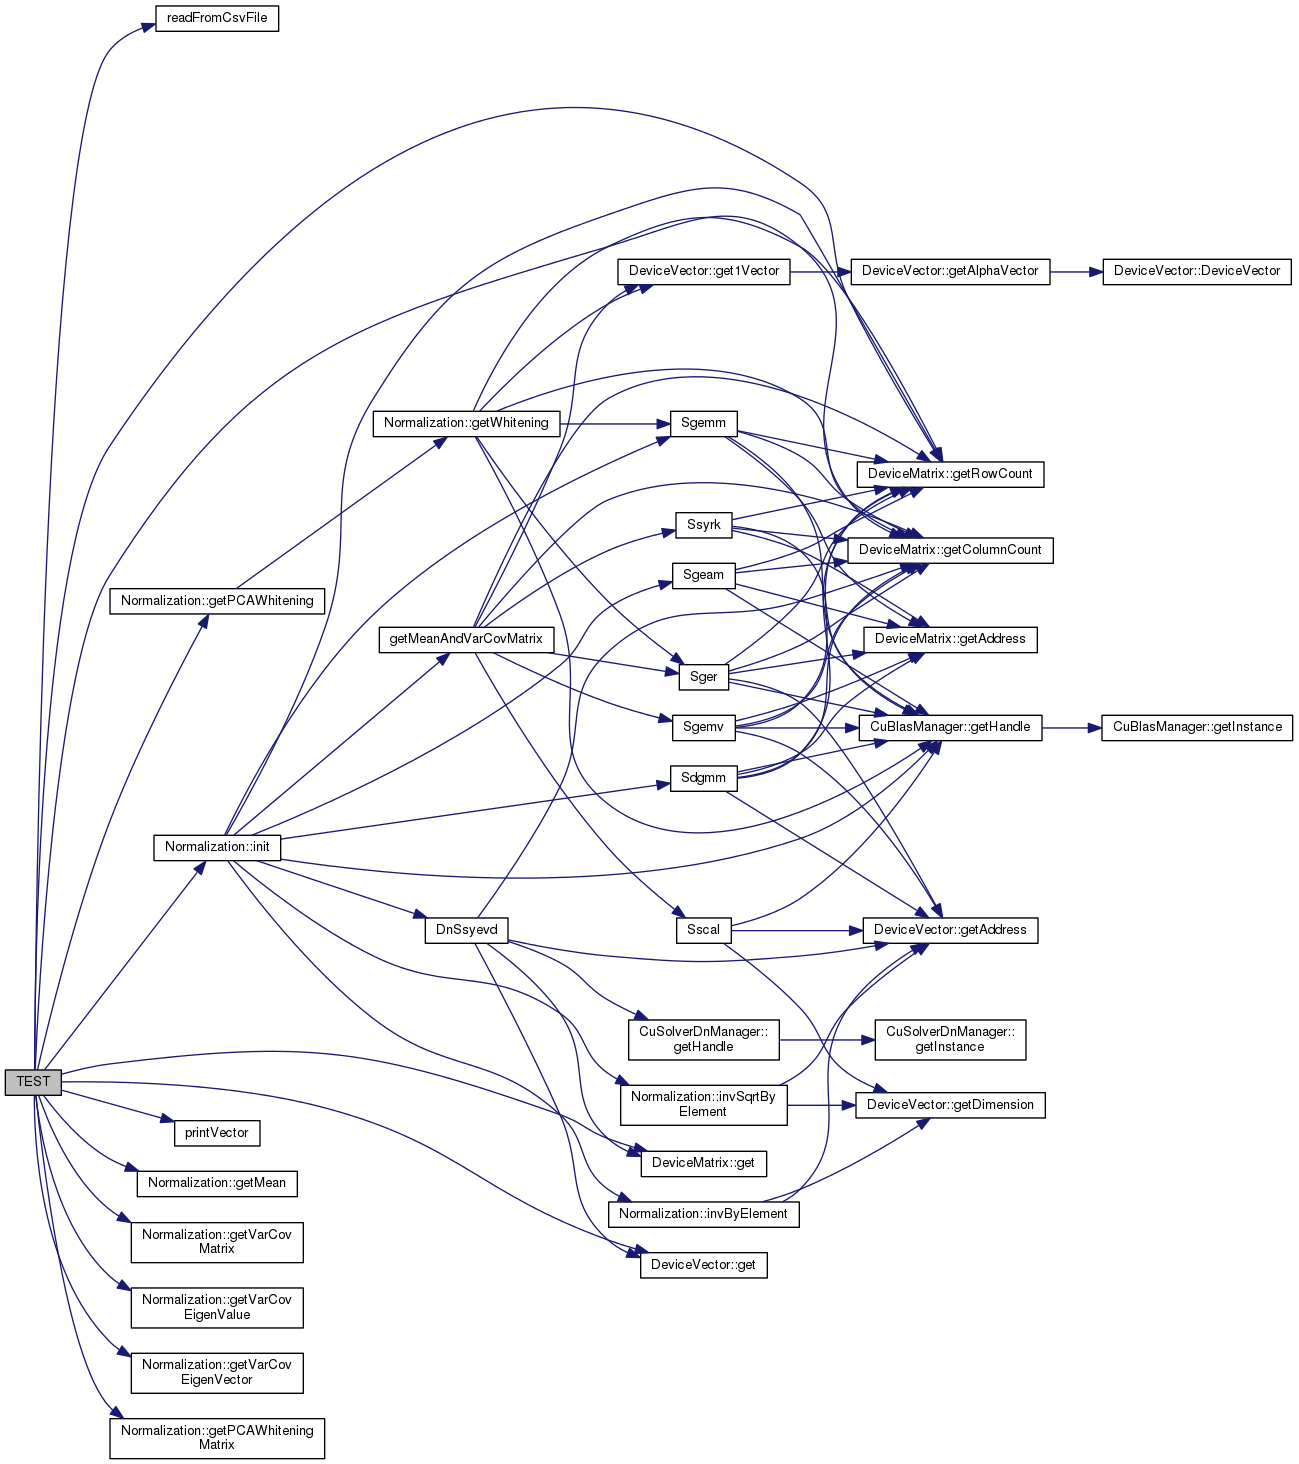 readFromCsvFile
DeviceVector::get1Vector
DeviceVector::getAlphaVector
DeviceVector::DeviceVector
Normalization::getWhitening
Sgemm
DeviceMatrix::getRowCount
Ssyrk
DeviceMatrix::getColumnCount
Sgeam
Normalization::getPCAWhitening
getMeanAndVarCovMatrix
DeviceMatrix::getAddress
Sger
Sgemv
CuBlasManager::getHandle
CuBlasManager::getInstance
Sdgmm
Normalization::init
DnSsyevd
Sscal
DeviceVector::getAddress
CuSolverDnManager::
getHandle
CuSolverDnManager::
getInstance
TEST
Normalization::invSqrtBy
Element
DeviceVector::getDimension
printVector
DeviceMatrix::get
Normalization::getMean
Normalization::invByElement
Normalization::getVarCov
Matrix
DeviceVector::get
Normalization::getVarCov
EigenValue
Normalization::getVarCov
EigenVector
Normalization::getPCAWhitening
Matrix